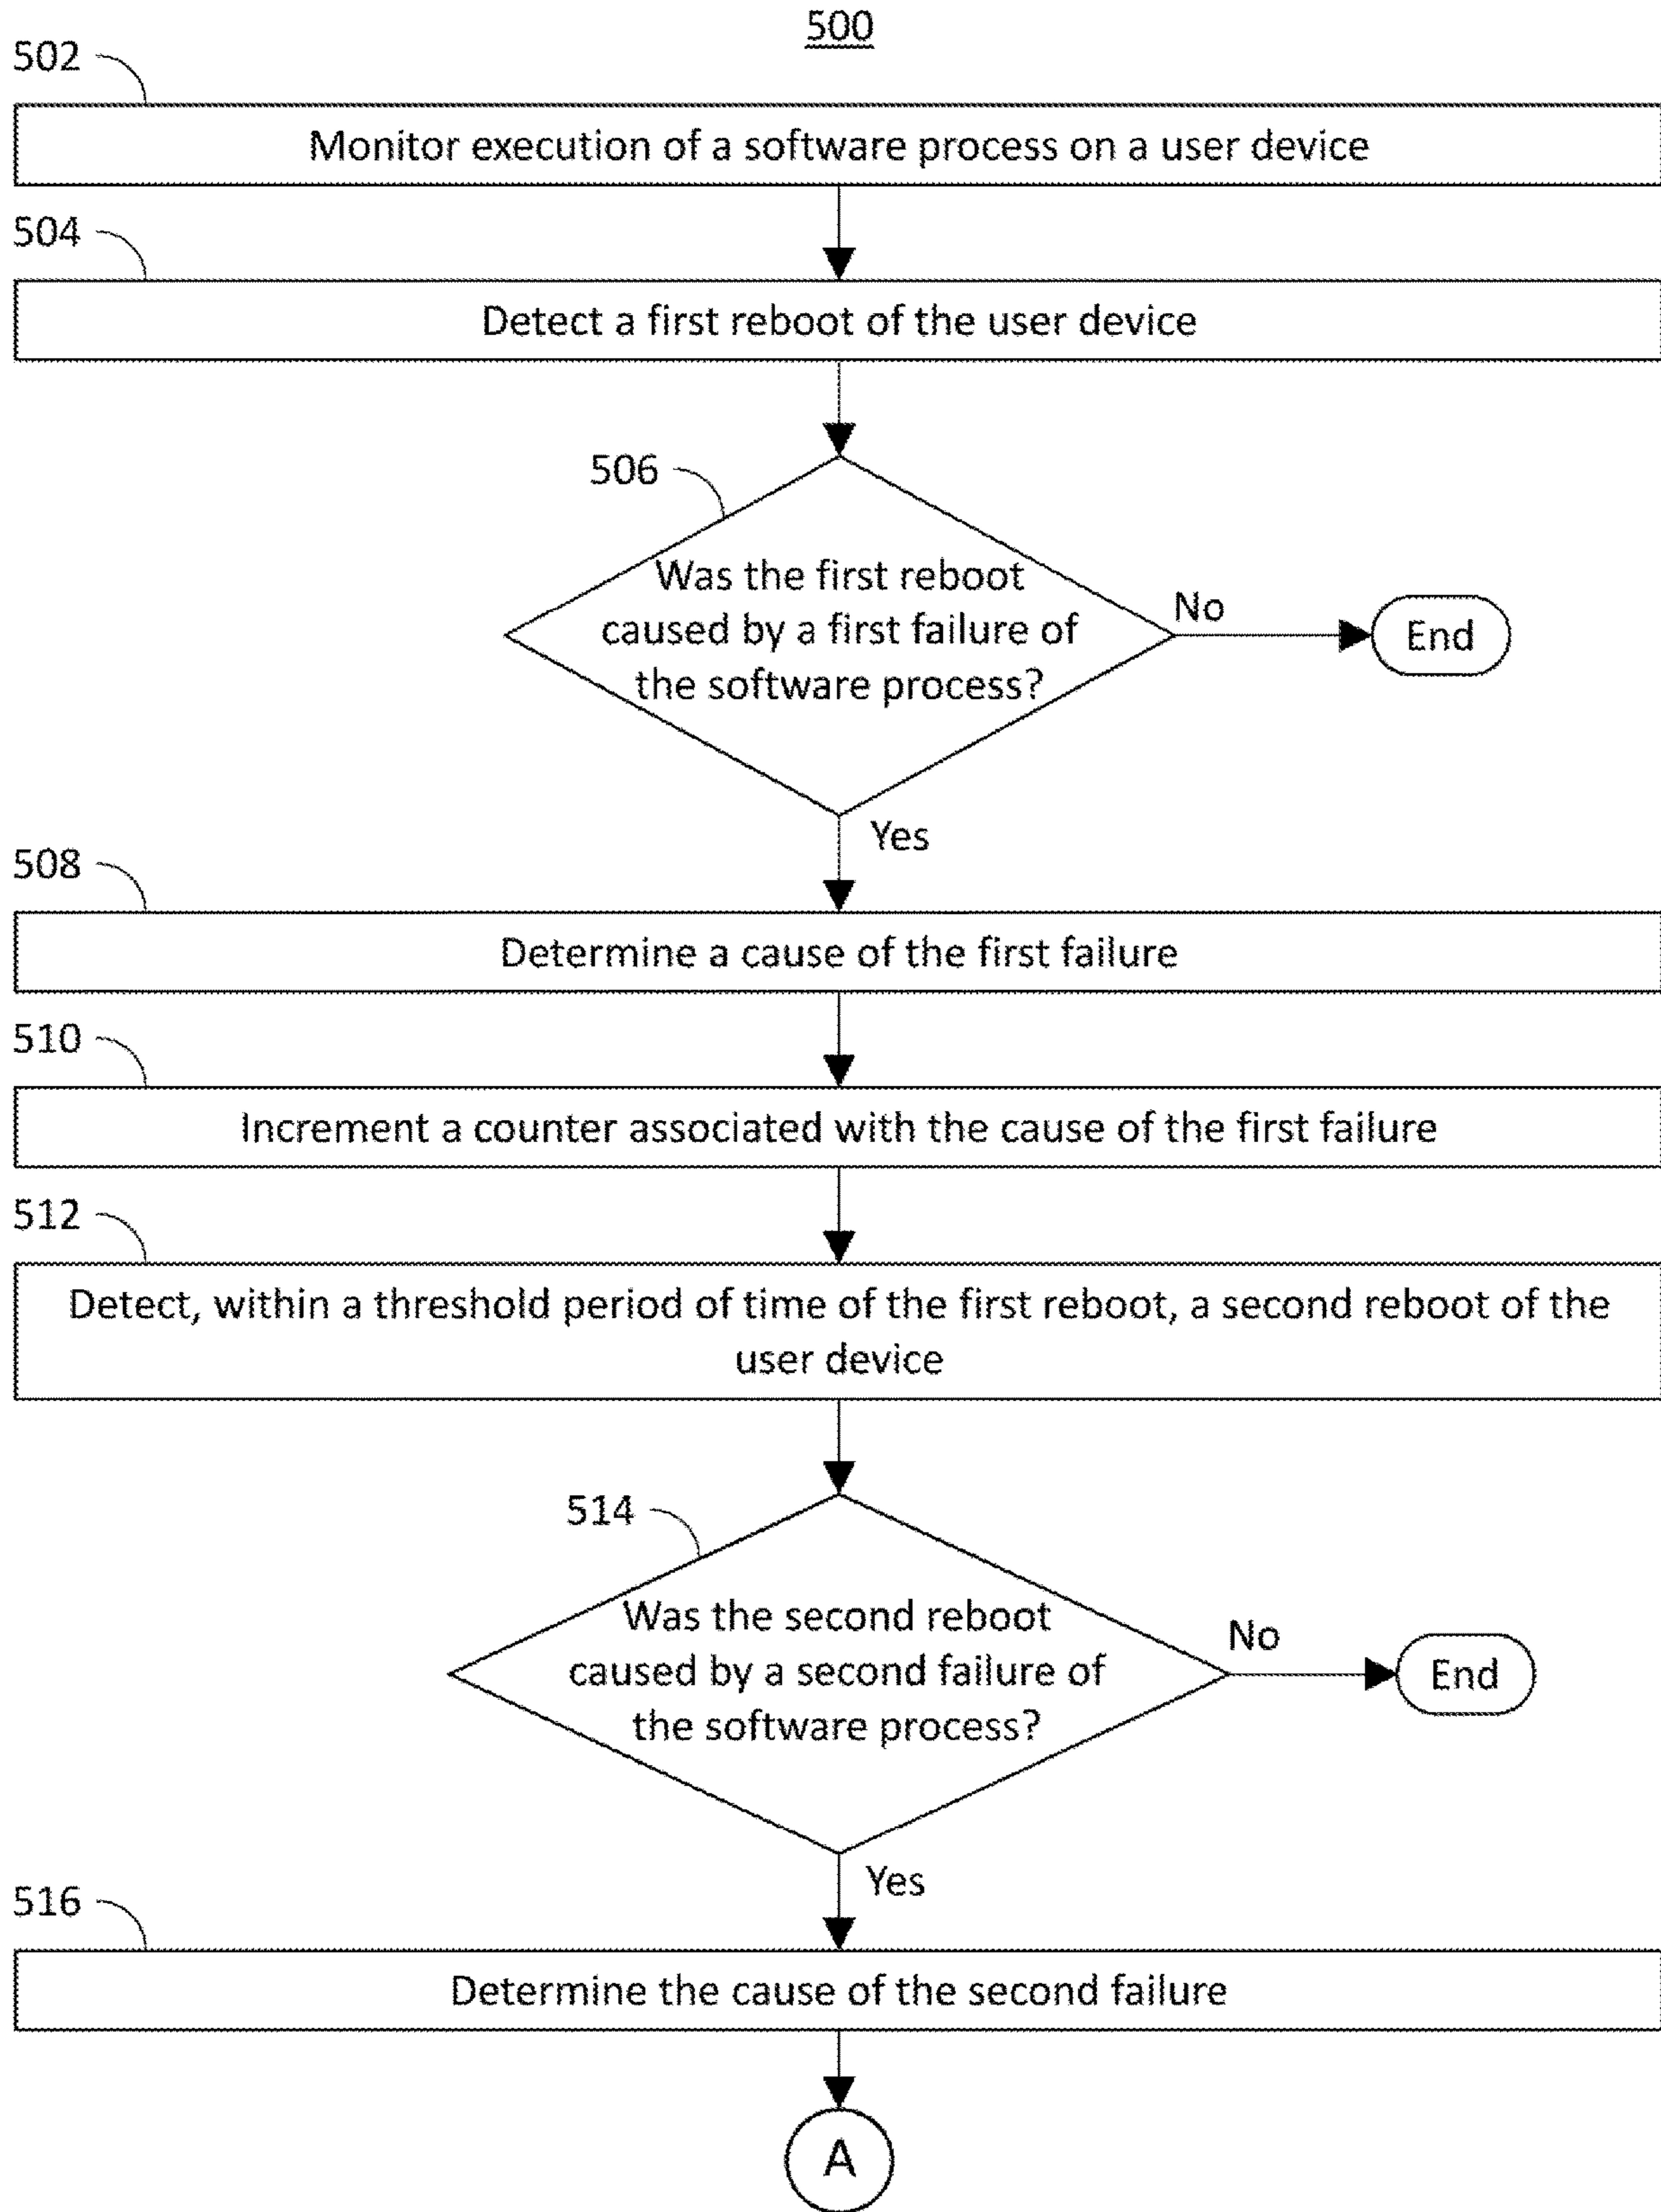 500
502
Monitor execution of a software process on a user device
504
Detect a first reboot of the user device
506
Was the first reboot
caused by a first failure of
the software process?
No
End
Yes
508
Determine a cause of the first failure
510
Increment a counter associated with the cause of the first failure
512
Detect, within a threshold period of time of the first reboot, a second reboot of the
user device
514
Was the second reboot
caused by a second failure of
the software process?
No
End
Yes
516
Determine the cause of the second failure
A